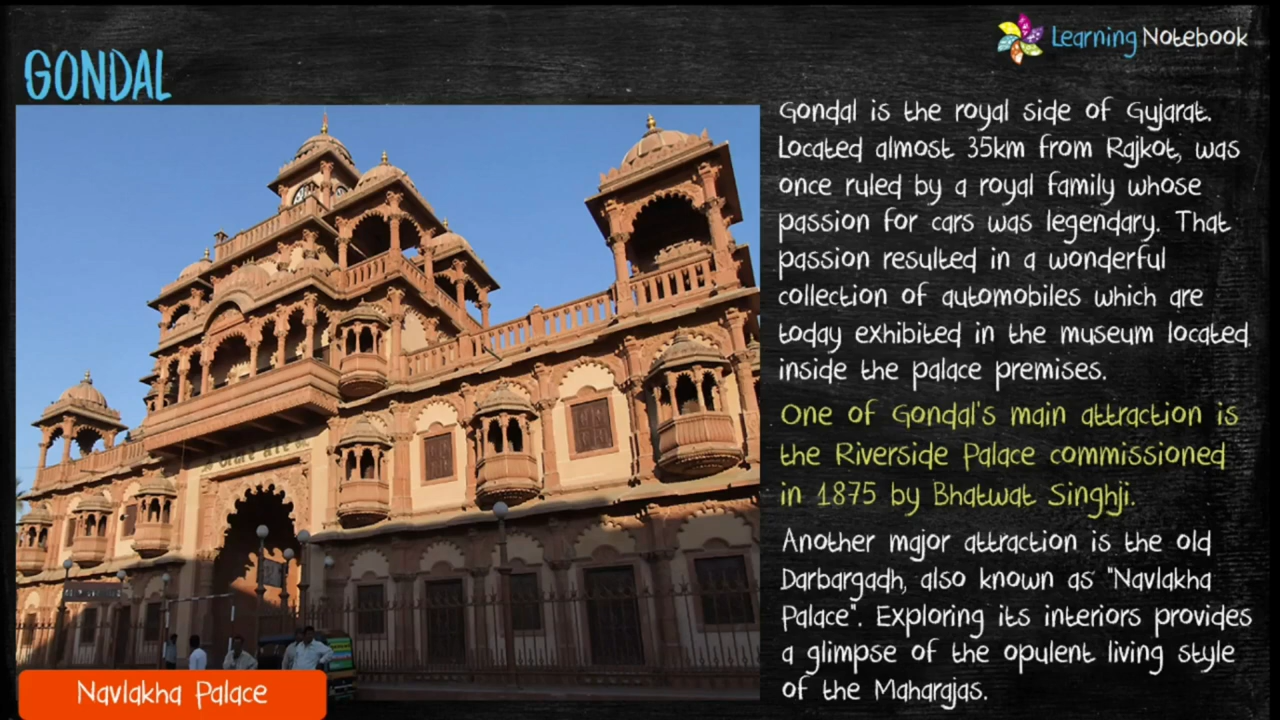 Learning Notebook
GONDAL
Gondal is the royal side of Gujarat.
Located almost 35km from Rajkot, was
once ruled by a royal family whose
passion for cars was legendary. That
passion resulted in a wonderful
collection of automobiles which are
today exhibited in the museum located
inside the palace premises.
One of Gondal's main attraction is
the Riverside Palace commissioned
in 1875 by Bhatwat Singhji.
Another major attraction is the old
Darbargadh, also known as "Navlakha
Palace". Exploring its interiors provides
a glimpse of the opulent living style
of the Maharajas.
Navlakha Palace